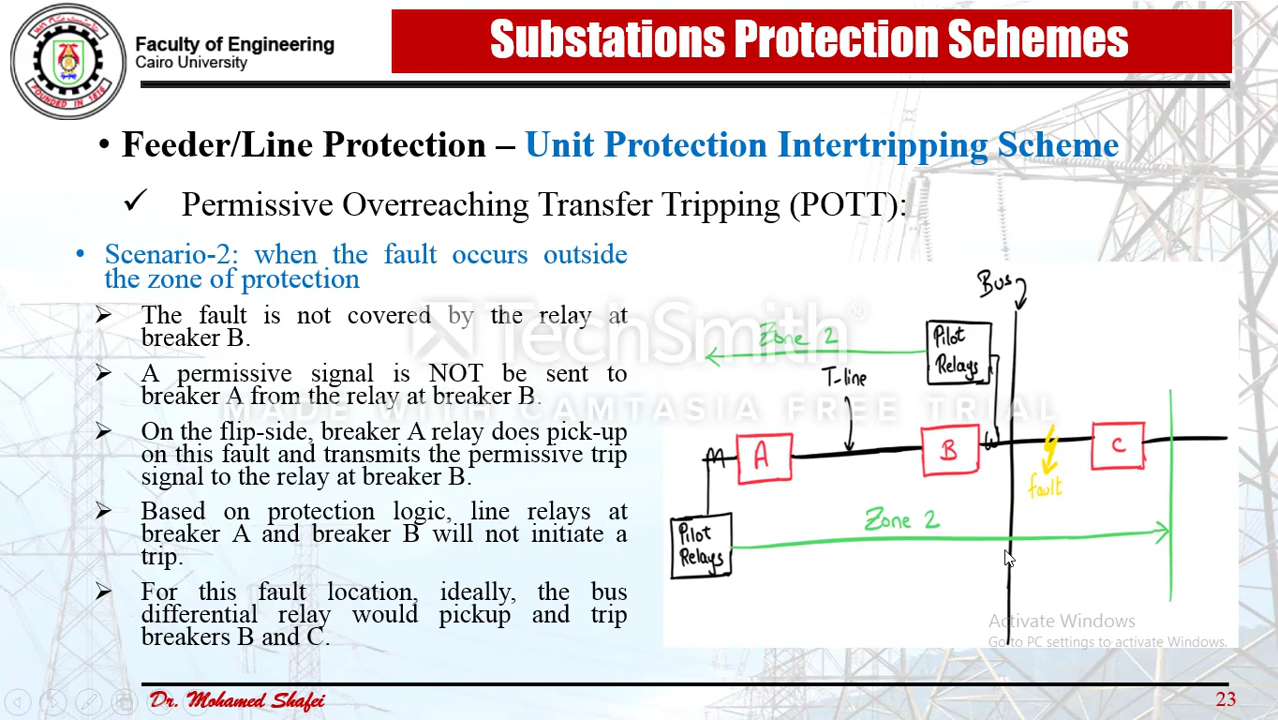 Faculty of Engineering
Cairo University
Substations Protection Schemes
• Feeder/Line Protection – Unit Protection Intertripping Scheme
✓ Permissive Overreaching Transfer Tripping (POTT):
• Scenario-2: when the fault occurs outside
the zone of protection
➤ The fault is not covered by the relay at
breaker B.
➤ A permissive signal is NOT be sent to
breaker A from the relay at breaker B.
➤ On the flip-side, breaker A relay does pick-up
on this fault and transmits the permissive trip
signal to the relay at breaker B.
➤ Based on protection logic, line relays at
breaker A and breaker B will not initiate a
trip.
➤ For this fault location, ideally, the bus
differential relay would pickup and trip
breakers B and C.
Bus
Zone 2
Pilot
Relays
T-line
A
B
C
fault
Pilot
Relays
Zone 2
TechSmith®
MADE WITH CAMTASIA FREE TRIAL
Activate Windows
Go to PC settings to activate Windows.
Dr. Mohamed Shafei
23